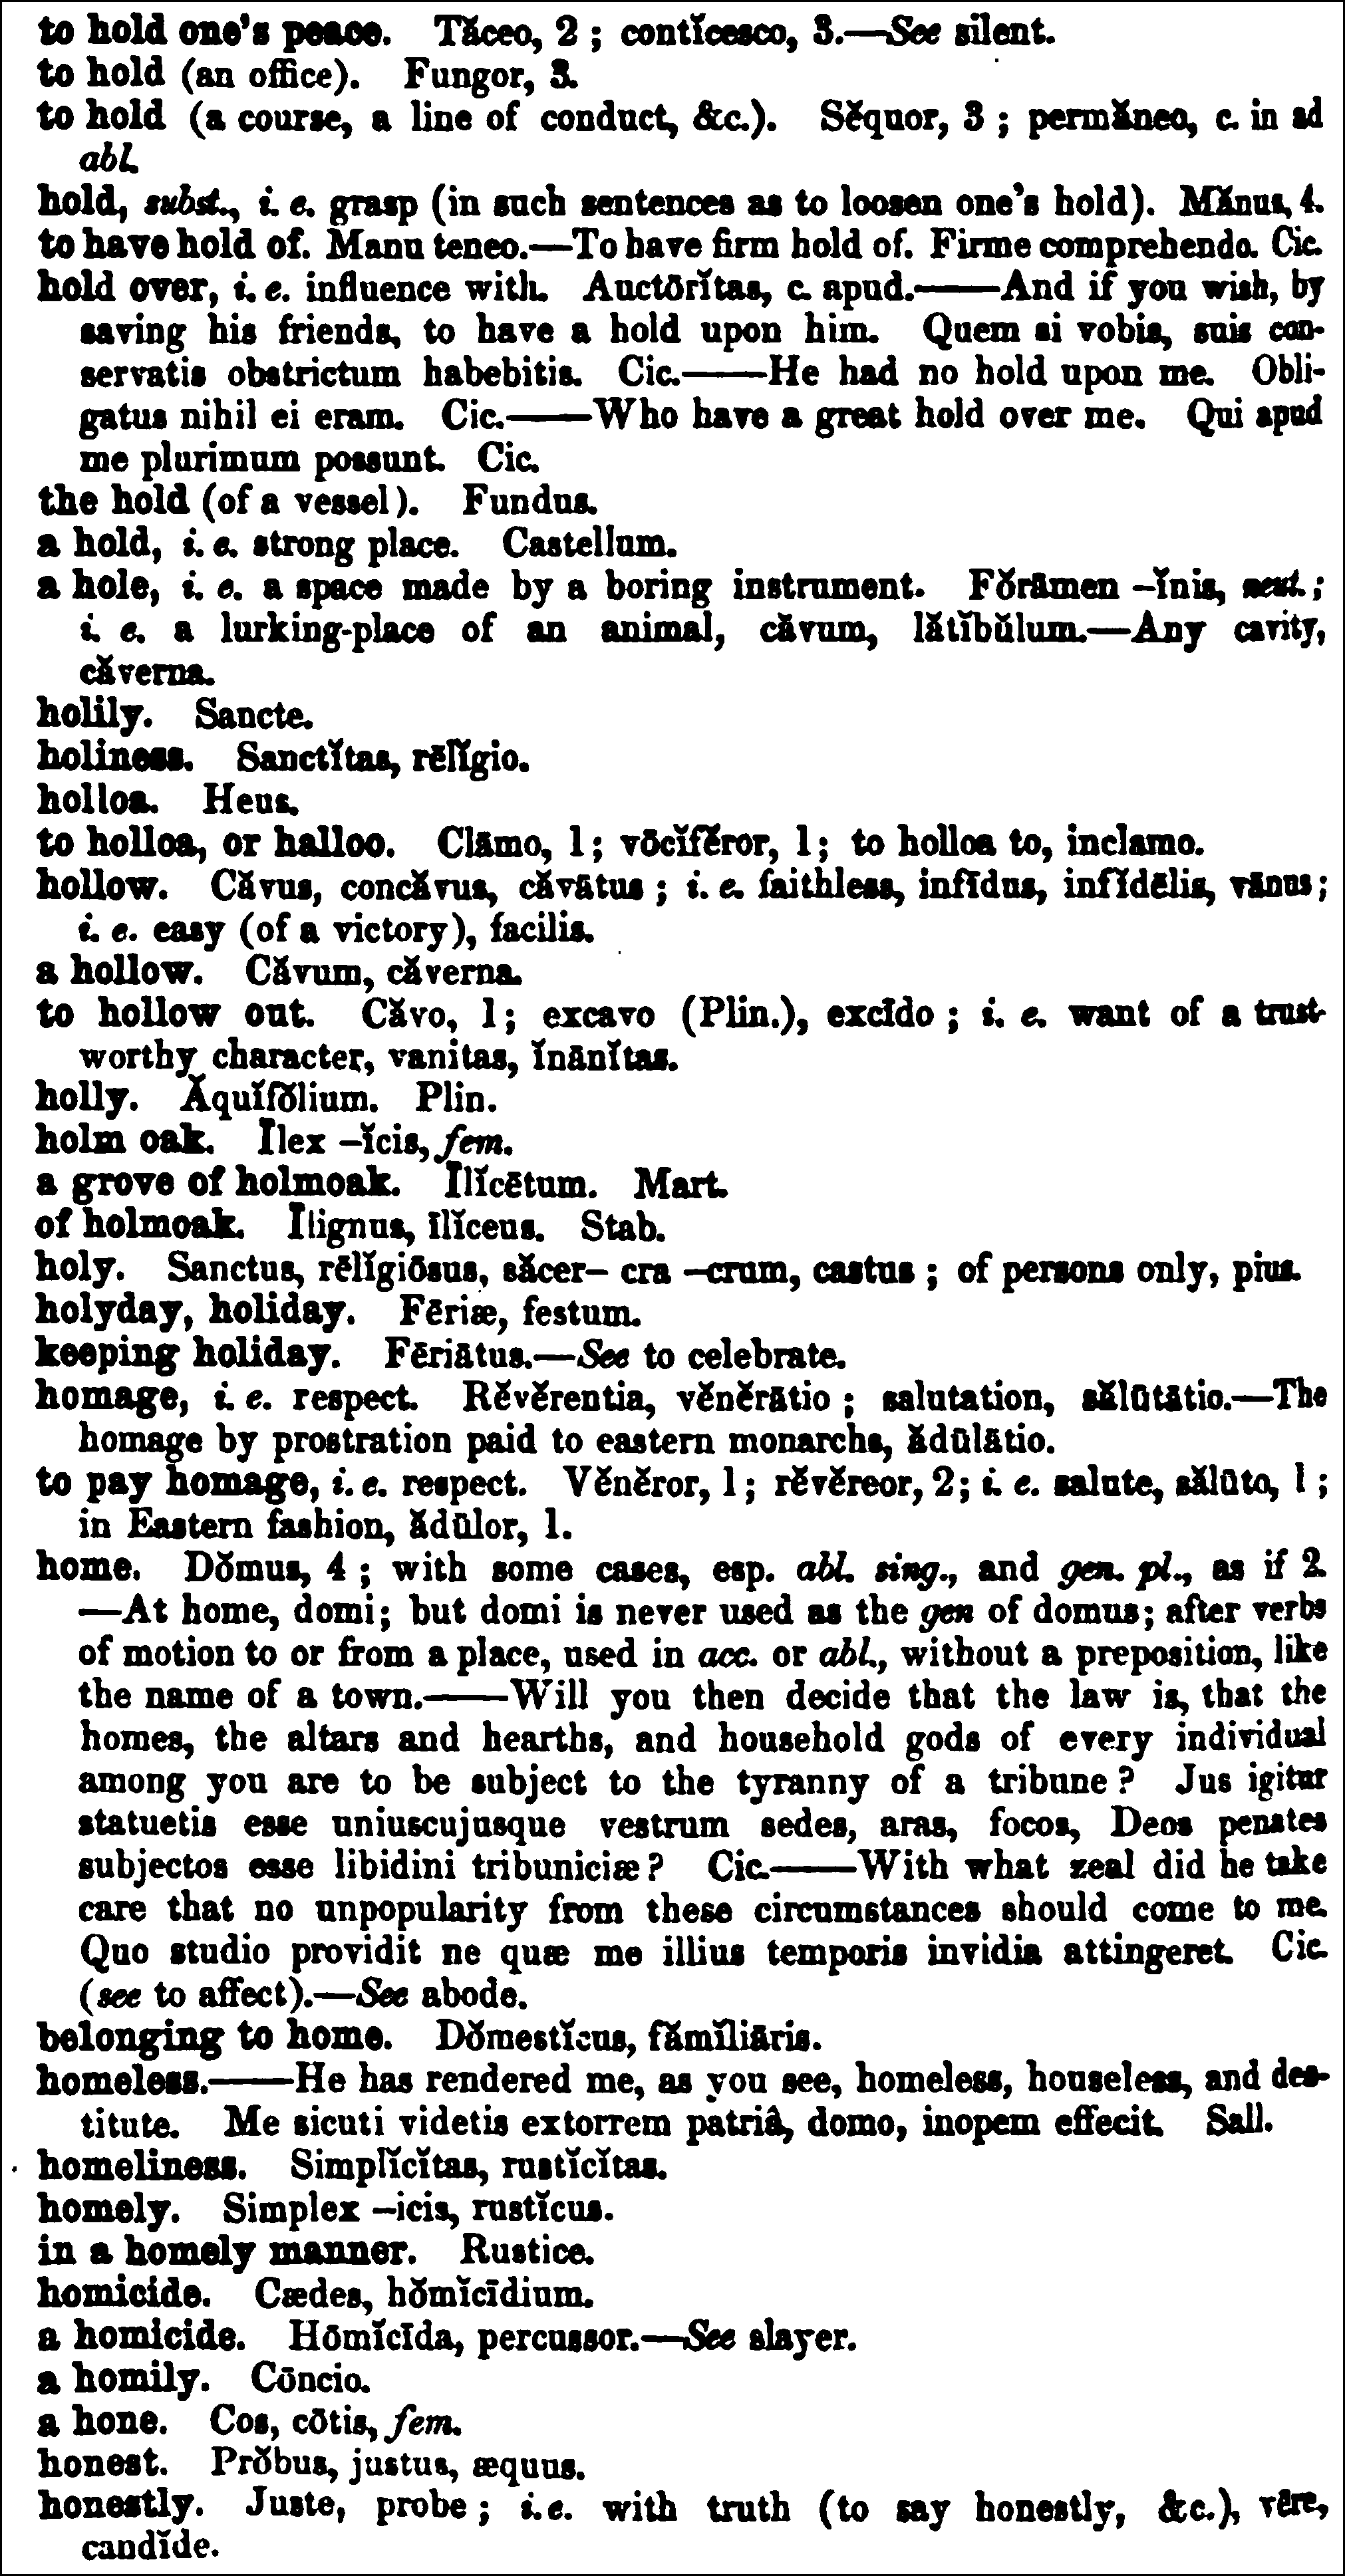 to hold one's peace. Tăceo, 2 ; contĭcesco, 3.—See silent.
to hold (an office). Fungor, 3.
to hold (a course, a line of conduct, &c.). Sĕquor, 3 ; permăneo, c. in ad
abl.
hold, subst., i. e. grasp (in such sentences as to loosen one's hold). Mănus, 4.
to have hold of. Manu teneo.—To have firm hold of. Firme comprehendo. Cic.
hold over, i. e. influence with. Auctōrĭtas, c. apud.——And if you wish, by
saving his friends, to have a hold upon him. Quem si vobis, suis con-
servatis obstrictum habebitis. Cic.——He had no hold upon me. Obli-
gatus nihil ei eram. Cic.——Who have a great hold over me. Qui apud
me plurimum possunt. Cic.
the hold (of a vessel). Fundus.
a hold, i. e. strong place. Castellum.
a hole, i. e. a space made by a boring instrument. Fŏrāmen –ĭnis, neut. ;
i. e. a lurking-place of an animal, căvum, lătĭbŭlum.—Any cavity,
căverna.
holily. Sancte.
holiness. Sanctĭtas, rēlĭgio.
holloa. Heus.
to holloa, or halloo. Clāmo, 1 ; vōcĭfĕror, 1 ; to holloa to, inclamo.
hollow. Căvus, concăvus, căvātus ; i. e. faithless, infīdus, infĭdēlis, vānus ;
i. e. easy (of a victory), facilis.
a hollow. Căvum, căverna.
to hollow out. Căvo, 1 ; excavo (Plin.), excīdo ; i. e. want of a trust-
worthy character, vanitas, ĭnānĭtas.
holly. Ăquĭfŏlium. Plin.
holm oak. Īlex –ĭcis, fem.
a grove of holmoak. Īlĭcētum. Mart.
of holmoak. Īlignus, īlĭceus. Stab.
holy. Sanctus, rēlĭgiōsus, săcer– cra –crum, castus ; of persons only, pius.
holyday, holiday. Fēriæ, festum.
keeping holiday. Fēriātus.—See to celebrate.
homage, i. e. respect. Rĕvĕrentia, vĕnĕrātio ; salutation, sălūtātio.—The
homage by prostration paid to eastern monarchs, ădūlātio.
to pay homage, i. e. respect. Vĕnĕror, 1 ; rĕvĕreor, 2 ; i. e. salute, sălūto, 1 ;
in Eastern fashion, ădūlor, 1.
home. Dŏmus, 4 ; with some cases, esp. abl. sing., and gen. pl., as if 2.
—At home, domi ; but domi is never used as the gen of domus ; after verbs
of motion to or from a place, used in acc. or abl., without a preposition, like
the name of a town.——Will you then decide that the law is, that the
homes, the altars and hearths, and household gods of every individual
among you are to be subject to the tyranny of a tribune ? Jus igitur
statuetis esse uniuscujusque vestrum sedes, aras, focos, Deos penates
subjectos esse libidini tribuniciæ ? Cic.——With what zeal did he take
care that no unpopularity from these circumstances should come to me.
Quo studio providit ne quæ me illius temporis invidia attingeret. Cic.
(see to affect).—See abode.
belonging to home. Dŏmestĭcus, fămĭliāris.
homeless.——He has rendered me, as you see, homeless, houseless, and des-
titute. Me sicuti videtis extorrem patriâ, domo, inopem effecit. Sall.
homeliness. Simplĭcĭtas, rustĭcĭtas.
homely. Simplex –icis, rustĭcus.
in a homely manner. Rustice.
homicide. Cædes, hŏmĭcīdium.
a homicide. Hōmĭcīda, percussor.—See slayer.
a homily. Cōncio.
a hone. Cos, cōtis, fem.
honest. Prŏbus, justus, æquus.
honestly. Juste, probe ; i. e. with truth (to say honestly, &c.), vēre,
candĭde.